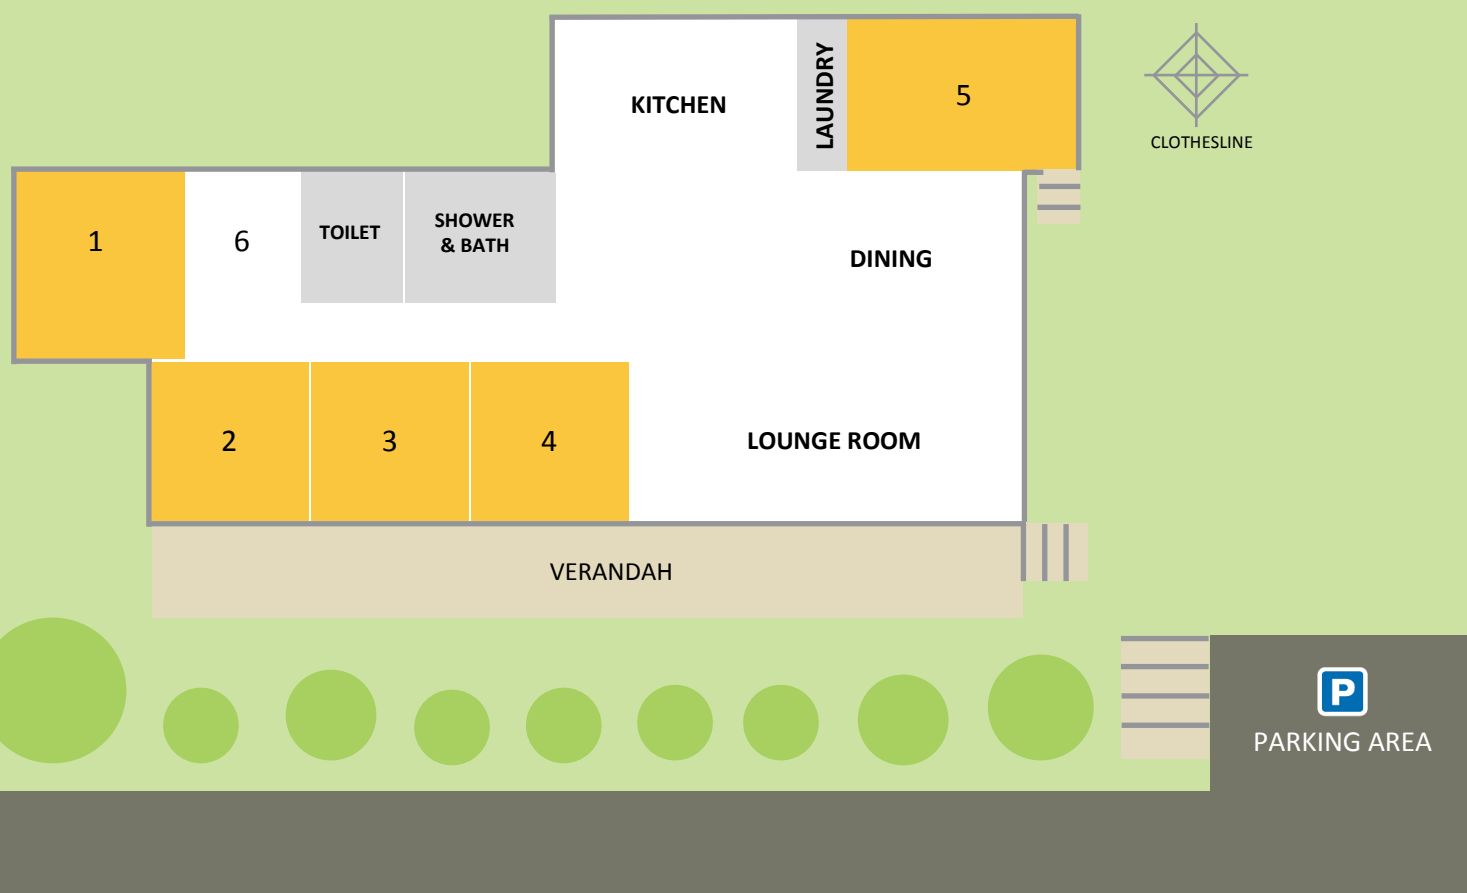 KITCHEN
LAUNDRY
5
CLOTHESLINE
1
6
TOILET
SHOWER
& BATH
DINING
2
3
4
LOUNGE ROOM
VERANDAH
P
PARKING AREA